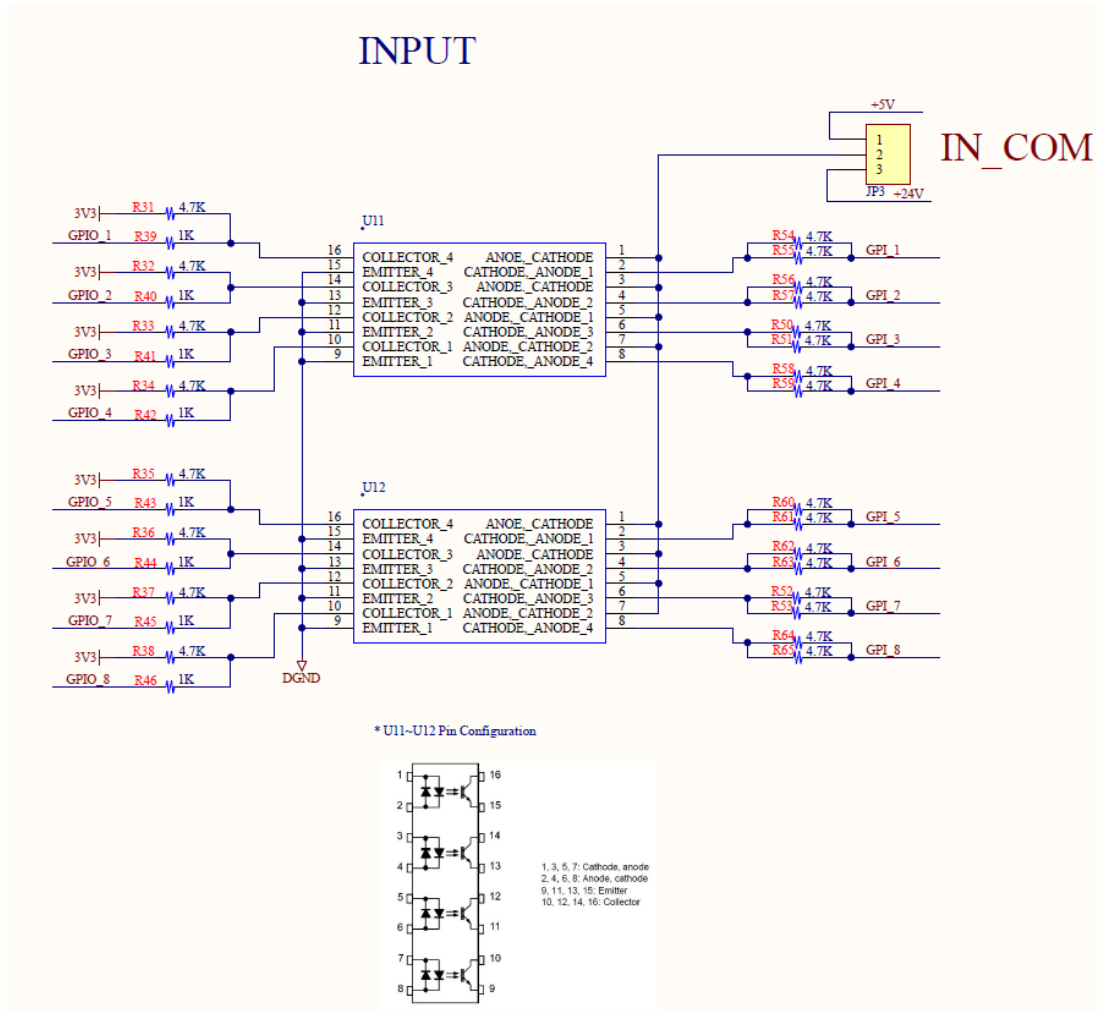 INPUT
+5V
1
2
3
IN_COM
JP3 +24V
3V3 R31 4.7K
GPIO_1 R39 1K
3V3 R32 4.7K
GPIO_2 R40 1K
3V3 R33 4.7K
GPIO_3 R41 1K
3V3 R34 4.7K
GPIO_4 R42 1K
U11
16 COLLECTOR_4 ANOE,_CATHODE 1
15 EMITTER_4 CATHODE,_ANODE_1 2
14 COLLECTOR_3 ANODE,_CATHODE 3
13 EMITTER_3 CATHODE,_ANODE_2 4
12 COLLECTOR_2 ANODE,_CATHODE_1 5
11 EMITTER_2 CATHODE,_ANODE_3 6
10 COLLECTOR_1 ANODE,_CATHODE_2 7
9 EMITTER_1 CATHODE,_ANODE_4 8
R54 4.7K
R55 4.7K GPI_1
R56 4.7K
R57 4.7K GPI_2
R50 4.7K
R51 4.7K GPI_3
R58 4.7K
R59 4.7K GPI_4
3V3 R35 4.7K
GPIO_5 R43 1K
3V3 R36 4.7K
GPIO_6 R44 1K
3V3 R37 4.7K
GPIO_7 R45 1K
3V3 R38 4.7K
GPIO_8 R46 1K
U12
16 COLLECTOR_4 ANOE,_CATHODE 1
15 EMITTER_4 CATHODE,_ANODE_1 2
14 COLLECTOR_3 ANODE,_CATHODE 3
13 EMITTER_3 CATHODE,_ANODE_2 4
12 COLLECTOR_2 ANODE,_CATHODE_1 5
11 EMITTER_2 CATHODE,_ANODE_3 6
10 COLLECTOR_1 ANODE,_CATHODE_2 7
9 EMITTER_1 CATHODE,_ANODE_4 8
R60 4.7K
R61 4.7K GPI_5
R62 4.7K
R63 4.7K GPI_6
R52 4.7K
R53 4.7K GPI_7
R64 4.7K
R65 4.7K GPI_8
DGND
* U11~U12 Pin Configuration
1 16
2 15
3 14
4 13
5 12
6 11
7 10
8 9
1, 3, 5, 7: Cathode, anode
2, 4, 6, 8: Anode, cathode
9, 11, 13, 15: Emitter
10, 12, 14, 16: Collector